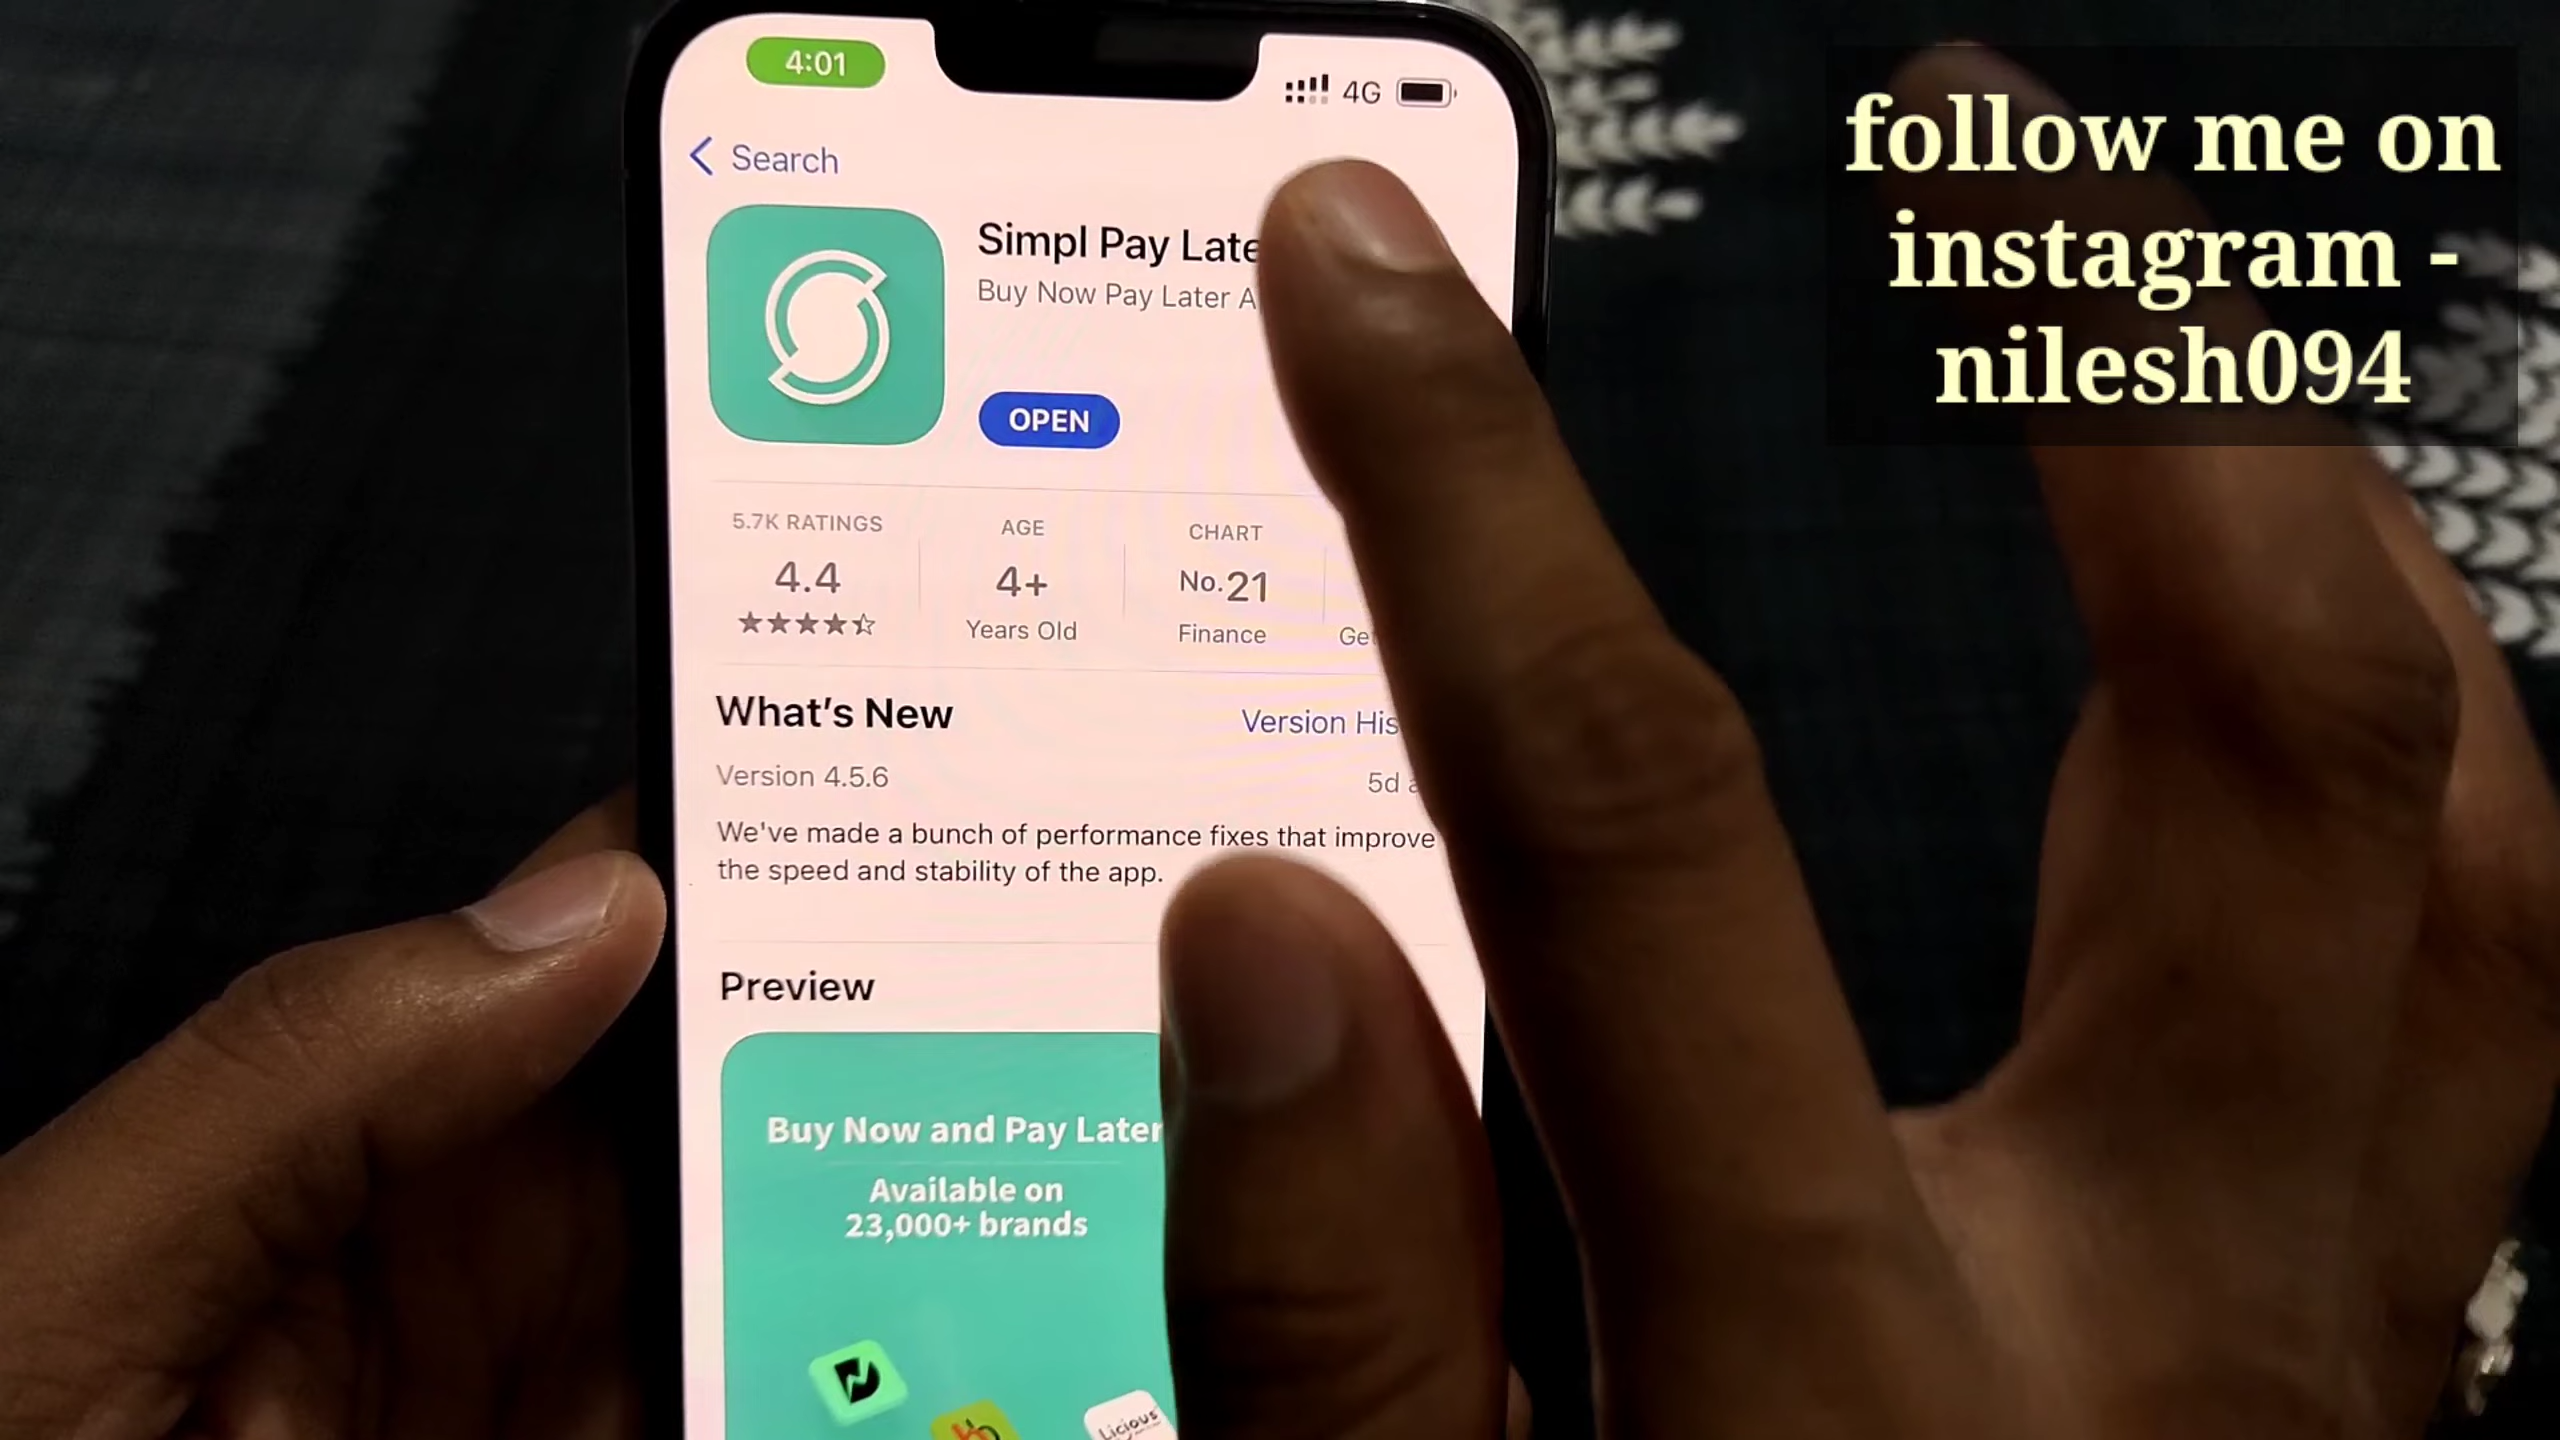 4:01
4G
Search
Simpl Pay Late
Buy Now Pay Later A
OPEN
5.7K RATINGS
4.4
AGE
4+
Years Old
CHART
No.21
Finance
Ge
What's New
Version His
Version 4.5.6
5d a
We've made a bunch of performance fixes that improve
the speed and stability of the app.
Preview
Buy Now and Pay Later
Available on
23,000+ brands
Licious
follow me on
instagram -
nilesh094